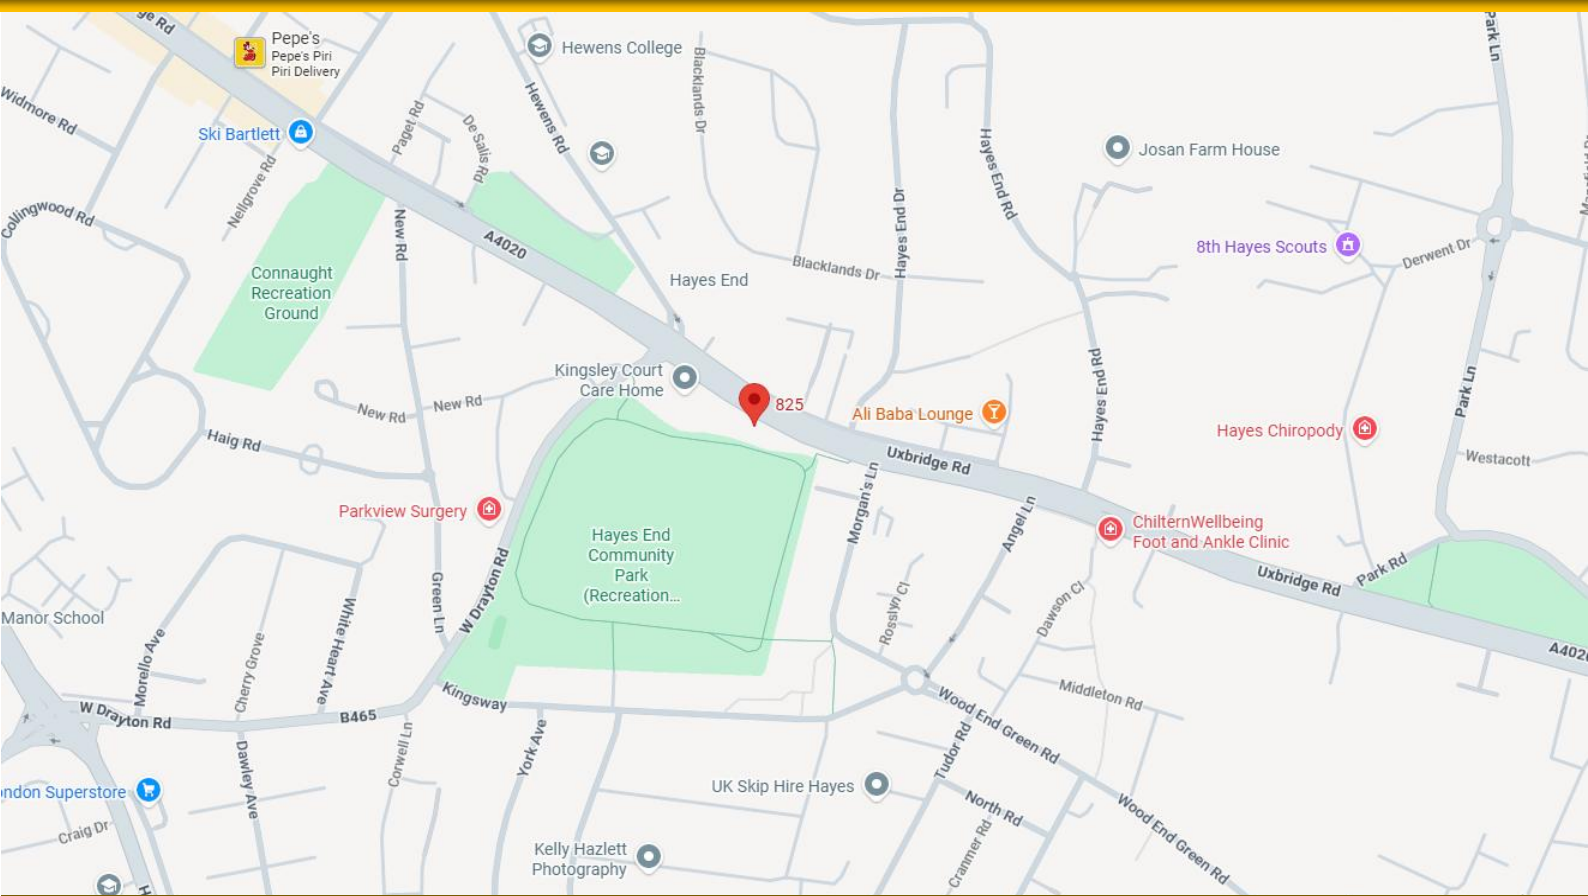 ge Rd
Pepe's
Pepe's Piri
Piri Delivery
Hewens College
Blacklands Dr
Park Ln
Widmore Rd
Ski Bartlett
Paget Rd
De Salis Rd
Hewens Rd
Hayes End Rd
Josan Farm House
Nellgrove Rd
Collingwood Rd
New Rd
A4020
Hayes End Dr
8th Hayes Scouts
Derwent Dr
Connaught
Recreation
Ground
Hayes End
Blacklands Dr
Kingsley Court
Care Home
825
Hayes End Rd
Park Ln
New Rd
New Rd
Ali Baba Lounge
Haig Rd
Uxbridge Rd
Hayes Chiropody
Westacott
Parkview Surgery
Morgan's Ln
Angel Ln
ChilternWellbeing
Foot and Ankle Clinic
Hayes End
Community
Park
(Recreation...
W Drayton Rd
Green Ln
Rosslyn Cl
Dawson Cl
Uxbridge Rd
Park Rd
Manor School
Morello Ave
Cherry Grove
White Heart Ave
A402
Kingsway
Middleton Rd
W Drayton Rd
B465
Wood End Green Rd
Corwell Ln
York Ave
Tudor Rd
Dawley Ave
ondon Superstore
UK Skip Hire Hayes
North Rd
Wood End Green Rd
Craig Dr
Cranmer Rd
Kelly Hazlett
Photography
H